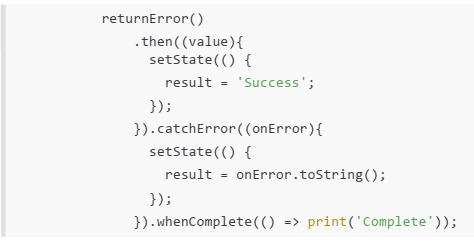 returnError()
    .then((value){
      setState(() {
        result = 'Success';
      });
    }).catchError((onError){
      setState(() {
        result = onError.toString();
      });
    }).whenComplete(() => print('Complete'));